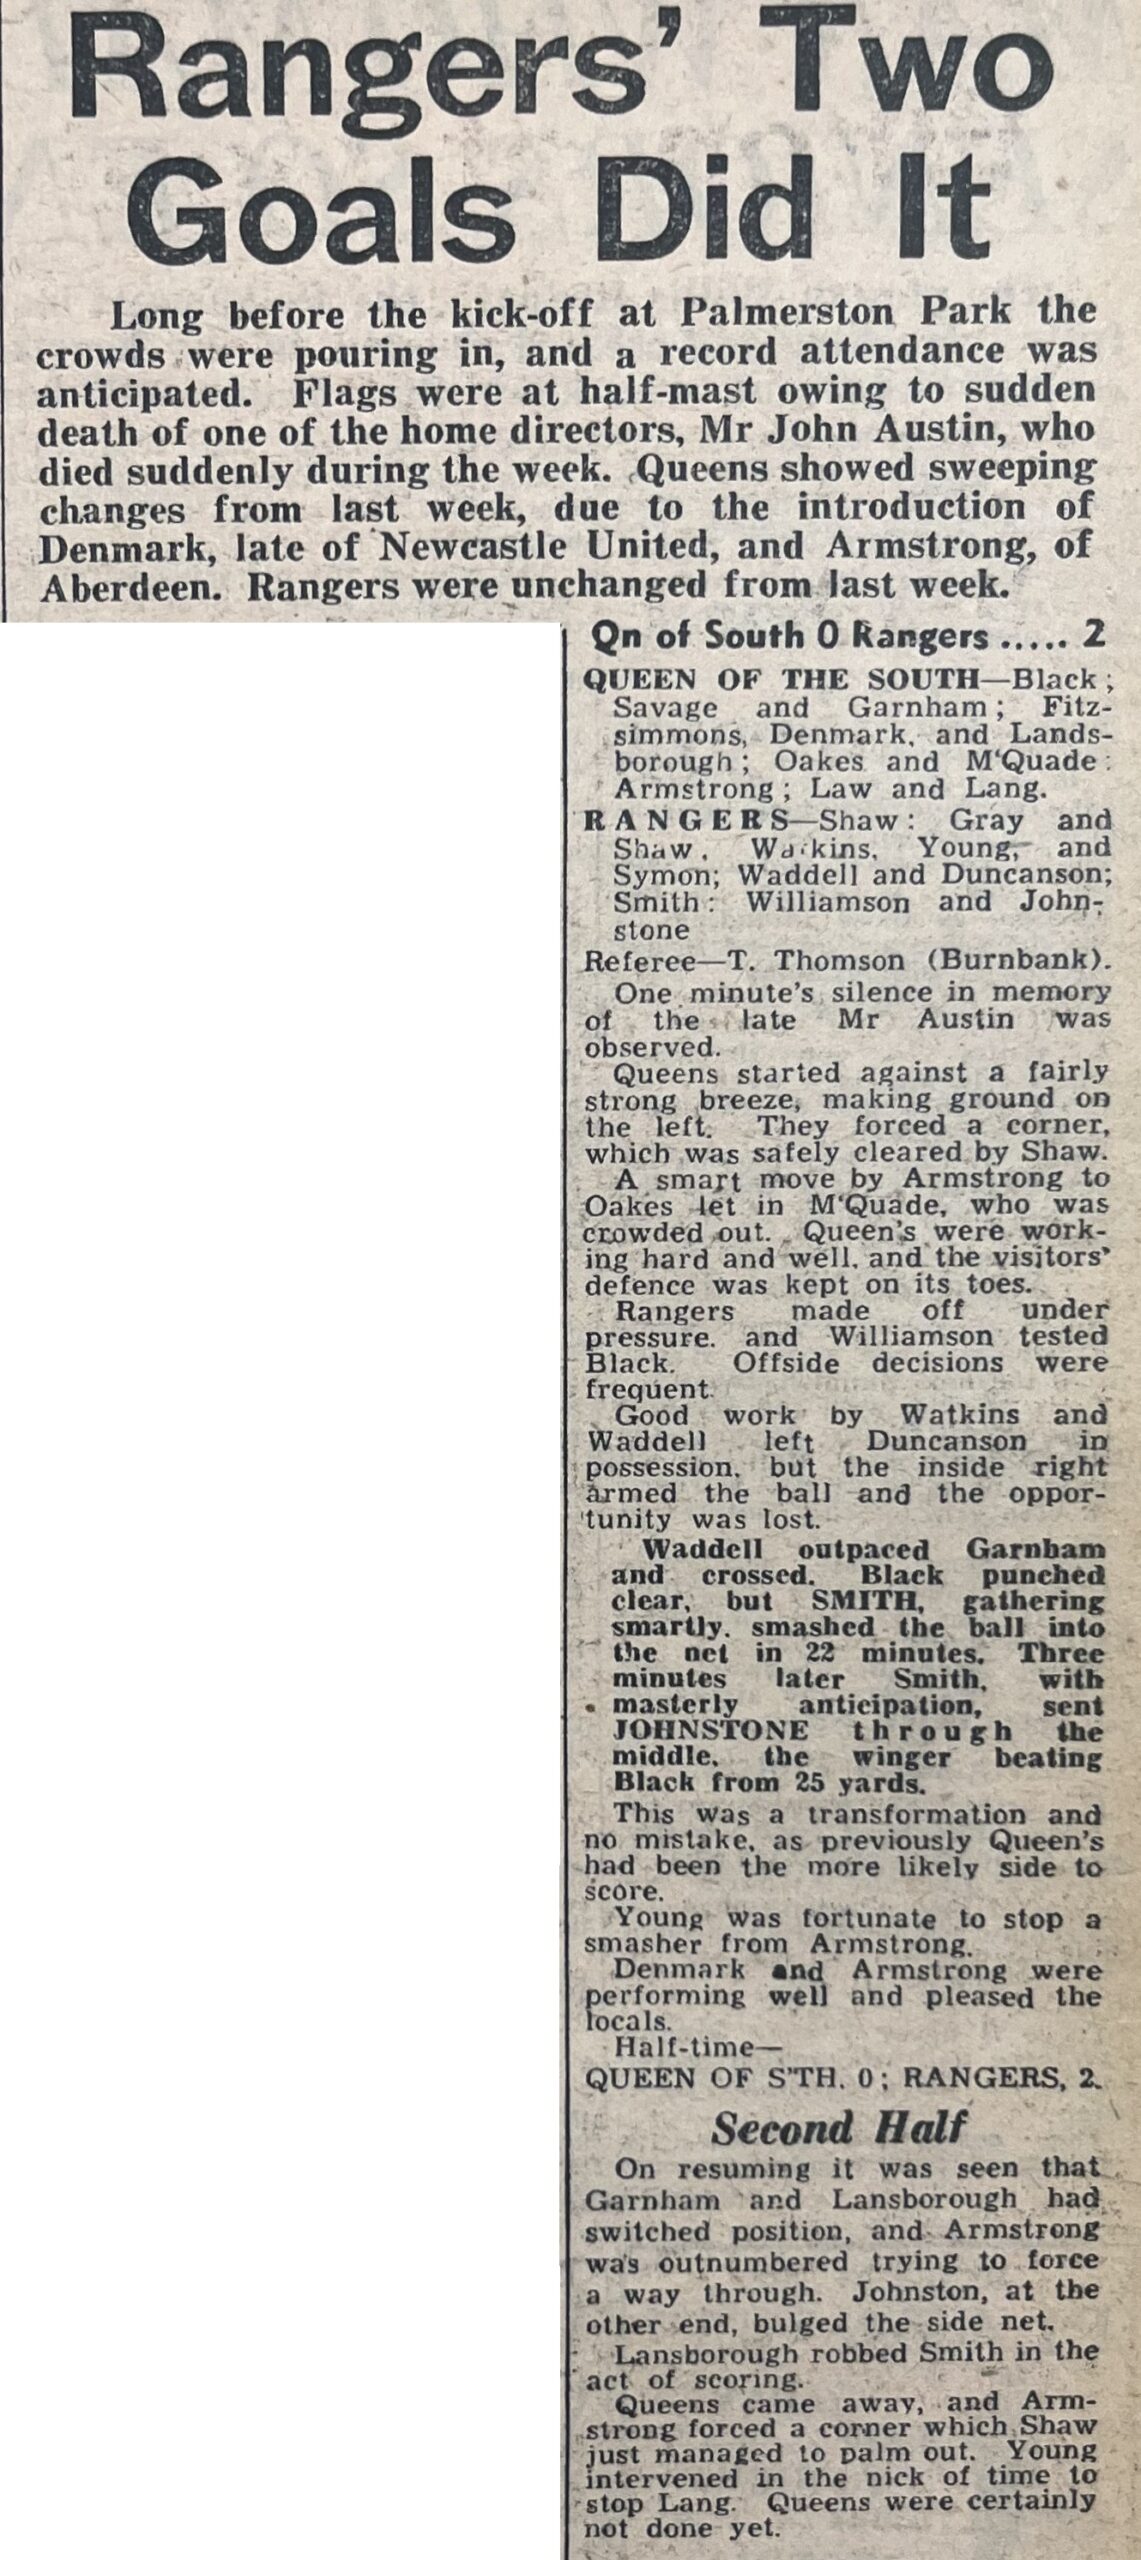 Rangers' Two
Goals Did It
Long before the kick-off at Palmerston Park the
crowds were pouring in, and a record attendance was
anticipated. Flags were at half-mast owing to sudden
death of one of the home directors, Mr John Austin, who
died suddenly during the week. Queens showed sweeping
changes from last week, due to the introduction of
Denmark, late of Newcastle United, and Armstrong, of
Aberdeen. Rangers were unchanged from last week.
Qn of South 0 Rangers ..... 2
QUEEN OF THE SOUTH—Black;
Savage and Garnham; Fitz-
simmons, Denmark, and Lands-
borough; Oakes and M'Quade:
Armstrong; Law and Lang.
RANGERS—Shaw: Gray and
Shaw. Watkins, Young, and
Symon; Waddell and Duncanson;
Smith: Williamson and John-
stone
Referee—T. Thomson (Burnbank).
One minute's silence in memory
of the late Mr Austin was
observed.
Queens started against a fairly
strong breeze, making ground on
the left. They forced a corner,
which was safely cleared by Shaw.
A smart move by Armstrong to
Oakes let in M'Quade, who was
crowded out. Queen's were work-
ing hard and well, and the visitors'
defence was kept on its toes.
Rangers made off under
pressure. and Williamson tested
Black. Offside decisions were
frequent.
Good work by Watkins and
Waddell left Duncanson in
possession, but the inside right
armed the ball and the oppor-
tunity was lost.
Waddell outpaced Garnham
and crossed. Black punched
clear, but SMITH, gathering
smartly, smashed the ball into
the net in 22 minutes. Three
minutes later Smith, with
masterly anticipation, sent
JOHNSTONE through the
middle, the winger beating
Black from 25 yards.
This was a transformation and
no mistake, as previously Queen's
had been the more likely side to
score.
Young was fortunate to stop a
smasher from Armstrong.
Denmark and Armstrong were
performing well and pleased the
locals.
Half-time—
QUEEN OF S'TH. 0; RANGERS, 2.
Second Half
On resuming it was seen that
Garnham and Lansborough had
switched position, and Armstrong
was outnumbered trying to force
a way through. Johnston, at the
other end, bulged the side net.
Lansborough robbed Smith in the
act of scoring.
Queens came away, and Arm-
strong forced a corner which Shaw
just managed to palm out. Young
intervened in the nick of time to
stop Lang. Queens were certainly
not done yet.